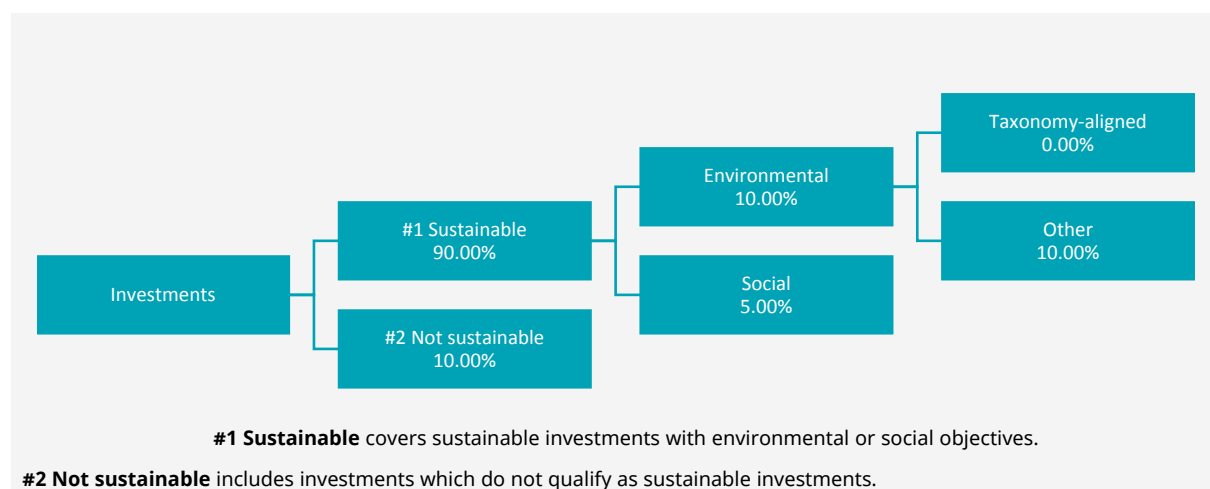 Investments
#1 Sustainable
90.00%
#2 Not sustainable
10.00%
Environmental
10.00%
Social
5.00%
Taxonomy-aligned
0.00%
Other
10.00%
#1 Sustainable covers sustainable investments with environmental or social objectives.
#2 Not sustainable includes investments which do not qualify as sustainable investments.